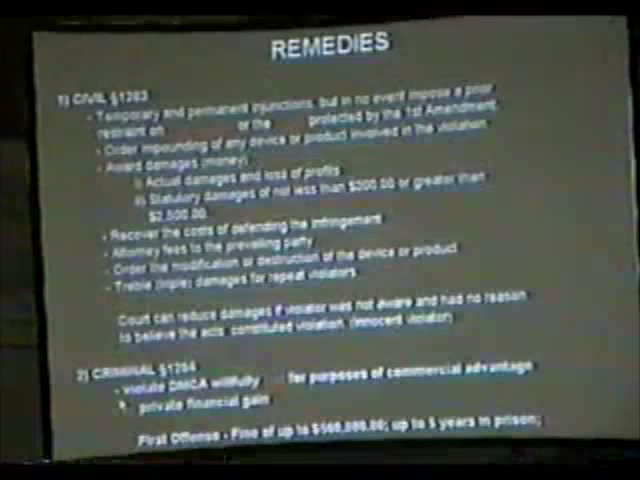 REMEDIES
1) CIVIL §1203
- Temporary and permanent injunctions, but in no event impose a prior
restraint on or the protected by the 1st Amendment.
- Order impounding of any device or product involved in the violation
- Award damages (money):
i) Actual damages and loss of profits
ii) Statutory damages of not less than $200.00 or greater than
$2,500.00.
- Recover the costs of defending the infringement
- Attorney fees to the prevailing party
- Order the modification or destruction of the device or product
- Treble (triple) damages for repeat violators
Court can reduce damages if violator was not aware and had no reason
to believe the acts constituted violation. (innocent violator)
2) CRIMINAL §1204
- violate DMCA willfully for purposes of commercial advantage
private financial gain
First Offense - Fine of up to $500,000.00; up to 5 years in prison;